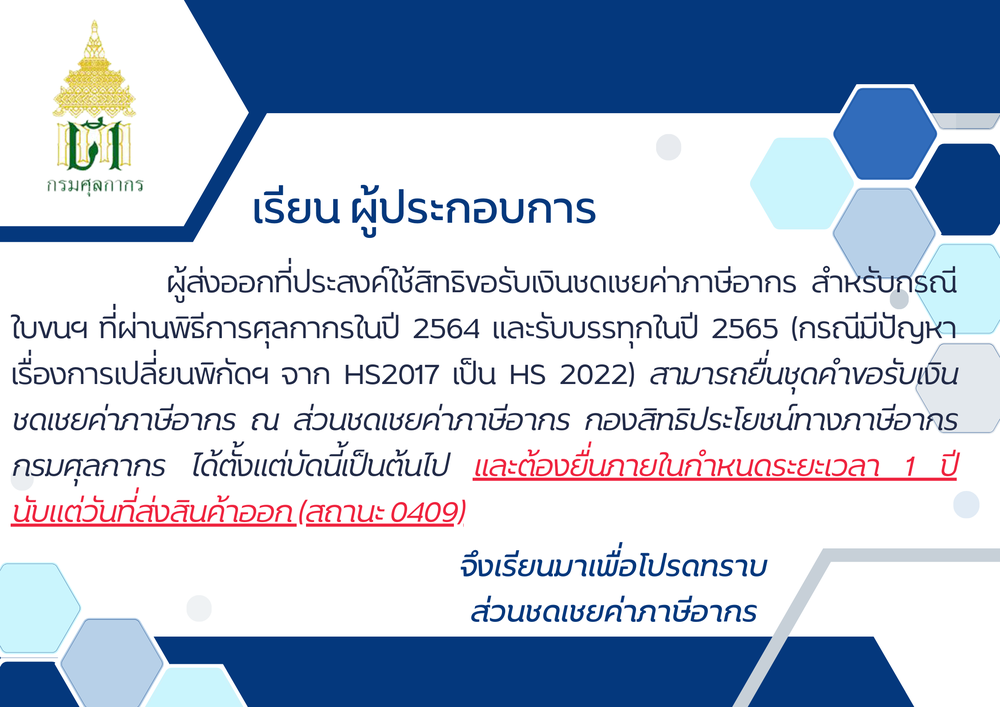 กรมศุลกากร
เรียน ผู้ประกอบการ
ผู้ส่งออกที่ประสงค์ใช้สิทธิขอรับเงินชดเชยค่าภาษีอากร สำหรับกรณี
ใบขนฯ ที่ผ่านพิธีการศุลกากรในปี 2564 และรับบรรทุกในปี 2565 (กรณีมีปัญหา
เรื่องการเปลี่ยนพิกัดฯ จาก HS2017 เป็น HS 2022) สามารถยื่นชุดคำขอรับเงิน
ชดเชยค่าภาษีอากร ณ ส่วนชดเชยค่าภาษีอากร กองสิทธิประโยชน์ทางภาษีอากร
กรมศุลกากร ได้ตั้งแต่บัดนี้เป็นต้นไป และต้องยื่นภายในกำหนดระยะเวลา 1 ปี
นับแต่วันที่ส่งสินค้าออก (สถานะ 0409)
จึงเรียนมาเพื่อโปรดทราบ
ส่วนชดเชยค่าภาษีอากร